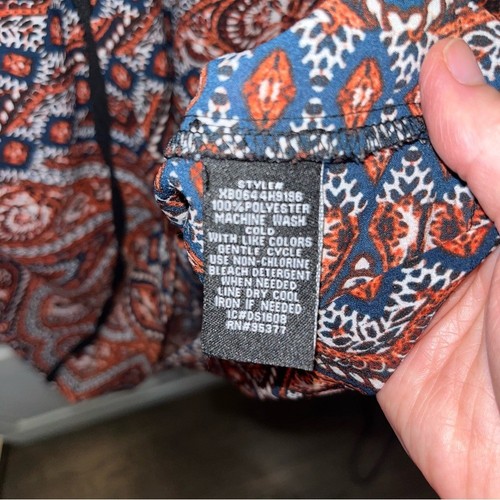 STYLE#
XB0644H9186
100%POLYESTER
MACHINE WASH
COLD
WITH LIKE COLORS
GENTLE CYCLE
USE NON-CHLORINE
BLEACH DETERGENT
WHEN NEEDED
LINE DRY COOL
IRON IF NEEDED
IC#DS1608
RN#95377